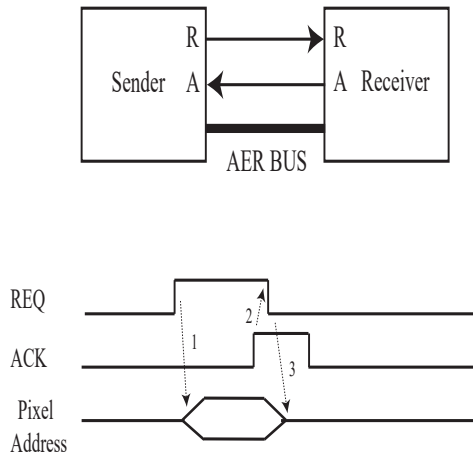 R R
Sender A A Receiver
AER BUS
REQ
2
1
ACK
3
Pixel
Address